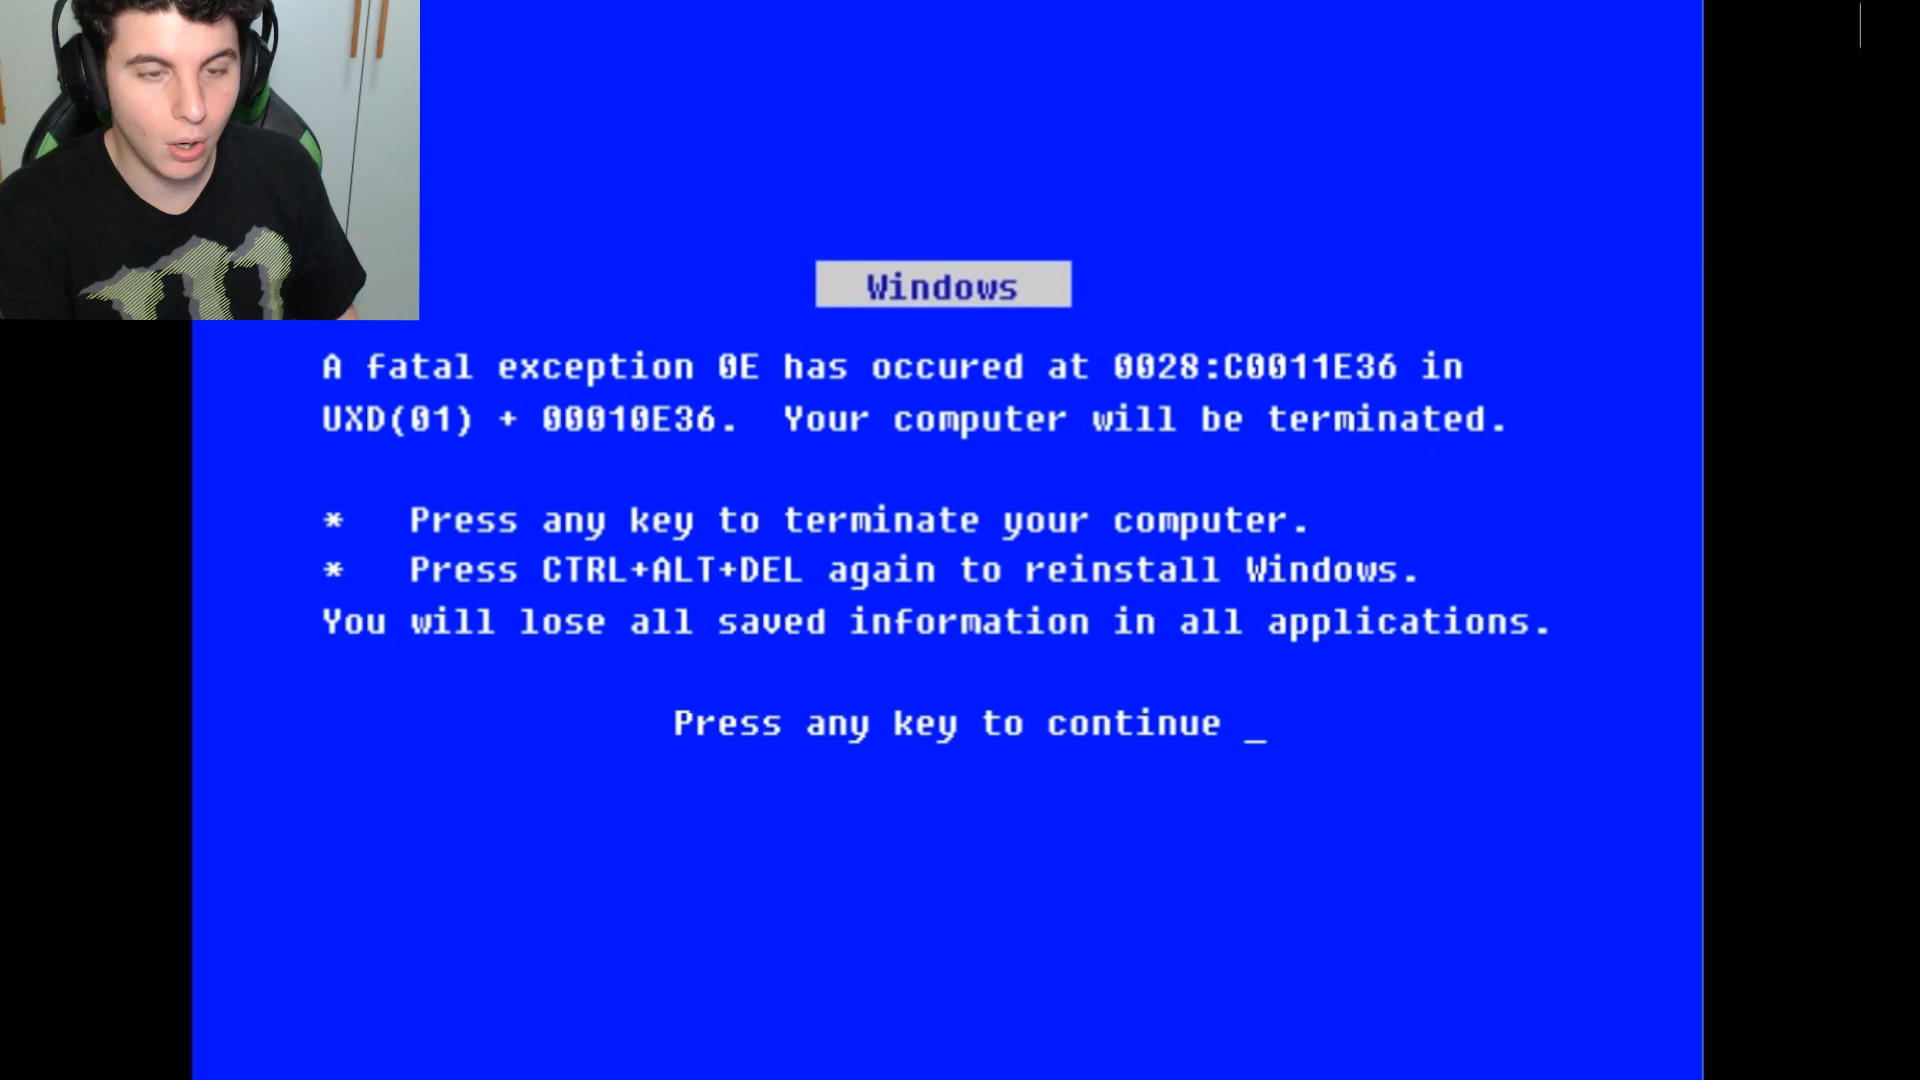 Windows
A fatal exception 0E has occured at 0028:C0011E36 in
UXD(01) + 00010E36. Your computer will be terminated.
* Press any key to terminate your computer.
* Press CTRL+ALT+DEL again to reinstall Windows.
You will lose all saved information in all applications.
Press any key to continue _